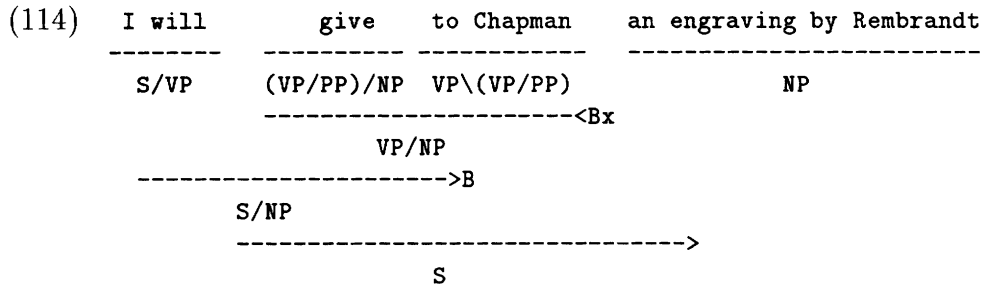 (114) I will give to Chapman an engraving by Rembrandt
-------- ---------- ------------ -------------------------
S/VP (VP/PP)/NP VP\(VP/PP) NP
----------------------<Bx
VP/NP
----------------------->B
S/NP
-------------------------------->
S